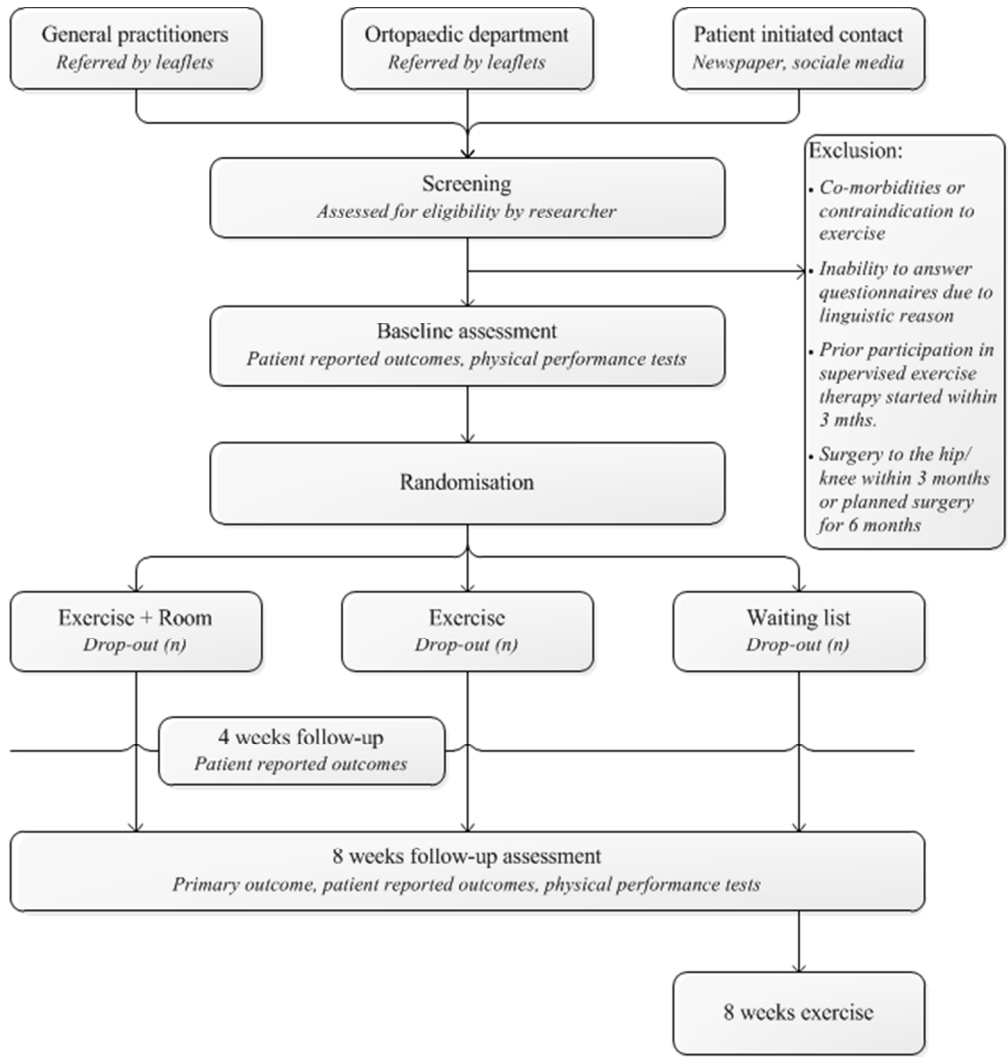 General practitioners
Referred by leaflets
Ortopaedic department
Referred by leaflets
Patient initiated contact
Newspaper, sociale media
Screening
Assessed for eligibility by researcher
Exclusion:
• Co-morbidities or
contraindication to
exercise
• Inability to answer
questionnaires due to
linguistic reason
• Prior participation in
supervised exercise
therapy started within
3 mths.
• Surgery to the hip/
knee within 3 months
or planned surgery
for 6 months
Baseline assessment
Patient reported outcomes, physical performance tests
Randomisation
Exercise + Room
Drop-out (n)
Exercise
Drop-out (n)
Waiting list
Drop-out (n)
4 weeks follow-up
Patient reported outcomes
8 weeks follow-up assessment
Primary outcome, patient reported outcomes, physical performance tests
8 weeks exercise